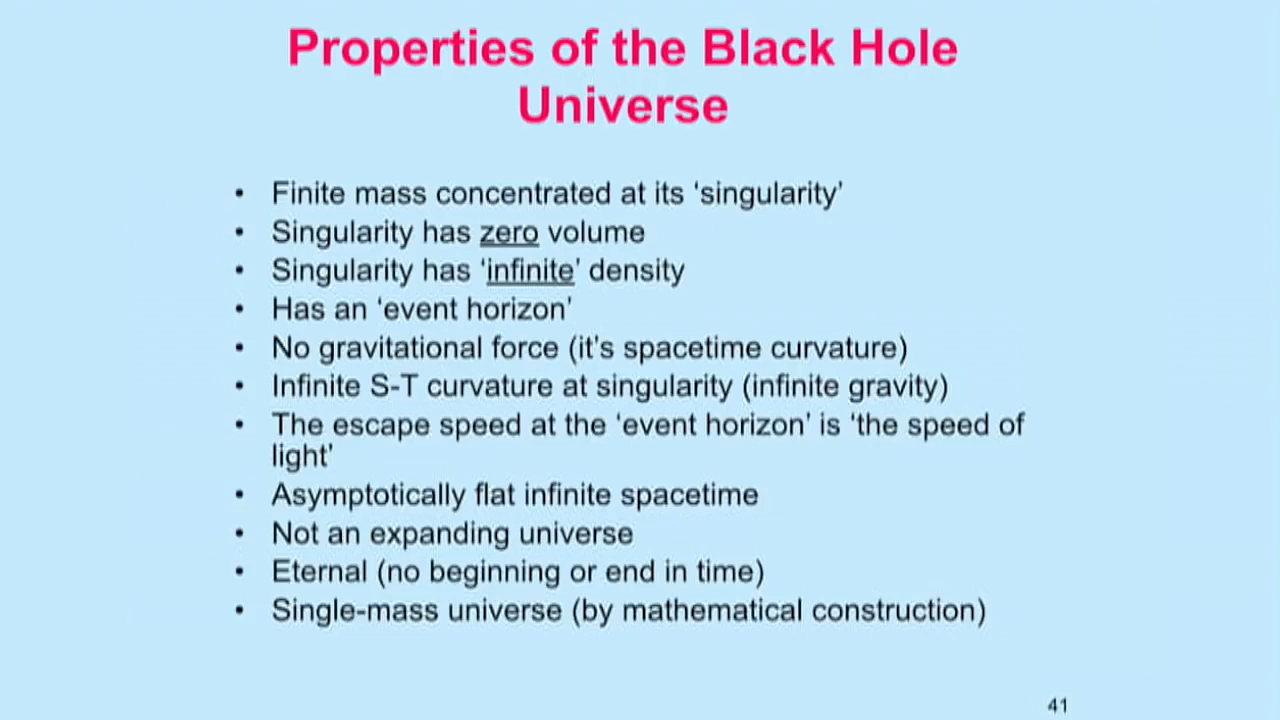 Properties of the Black Hole
Universe
• Finite mass concentrated at its ‘singularity’
• Singularity has zero volume
• Singularity has ‘infinite’ density
• Has an ‘event horizon’
• No gravitational force (it’s spacetime curvature)
• Infinite S-T curvature at singularity (infinite gravity)
• The escape speed at the ‘event horizon’ is ‘the speed of
light’
• Asymptotically flat infinite spacetime
• Not an expanding universe
• Eternal (no beginning or end in time)
• Single-mass universe (by mathematical construction)
41